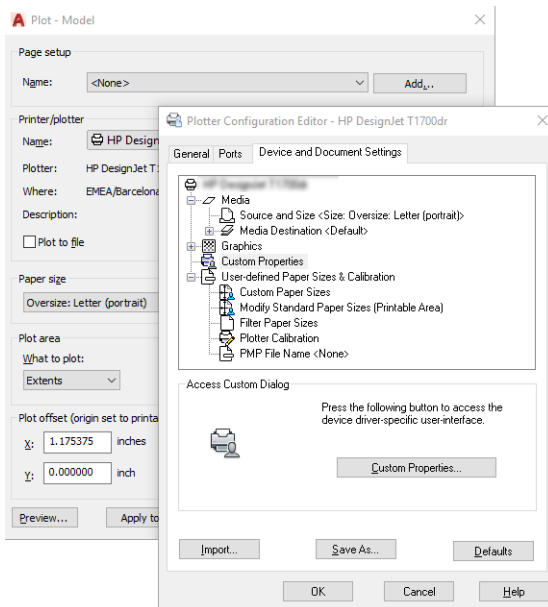 A Plot - Model
Page setup
Name: <None> Add...
Printer/plotter
Name: HP Design
Plotter: HP DesignJet T1
Where: EMEA/Barcelona
Description:
Plot to file
Paper size
Oversize: Letter (portrait)
Plot area
What to plot:
Extents
Plot offset (origin set to printa
X: 1.175375 inches
Y: 0.000000 inch
Preview... Apply to
Plotter Configuration Editor - HP DesignJet T1700dr
General Ports Device and Document Settings
Media
Source and Size <Size: Oversize: Letter (portrait)>
Media Destination <Default>
Graphics
Custom Properties
User-defined Paper Sizes & Calibration
Custom Paper Sizes
Modify Standard Paper Sizes (Printable Area)
Filter Paper Sizes
Plotter Calibration
PMP File Name <None>
Access Custom Dialog
Press the following button to access the
device driver-specific user-interface.
Custom Properties...
Import... Save As... Defaults
OK Cancel Help